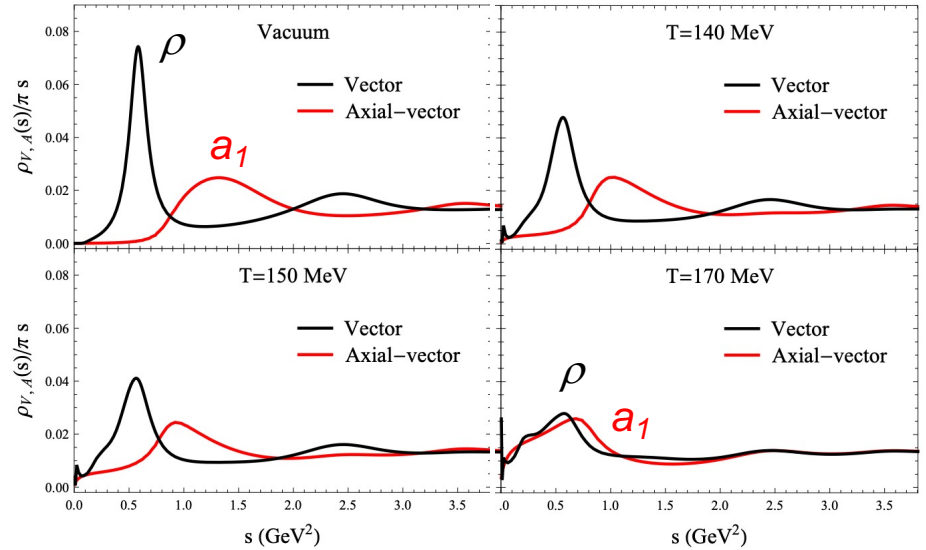 Vacuum
ρ
Vector
Axial−vector
a1
0.08
0.06
0.04
0.02
0.00
ρV,A(s)/π s
T=140 MeV
Vector
Axial−vector
T=150 MeV
Vector
Axial−vector
0.08
0.06
0.04
0.02
0.00
ρV,A(s)/π s
0.0 0.5 1.0 1.5 2.0 2.5 3.0 3.5
s (GeV2)
T=170 MeV
Vector
Axial−vector
ρ
a1
0.0 0.5 1.0 1.5 2.0 2.5 3.0 3.5
s (GeV2)